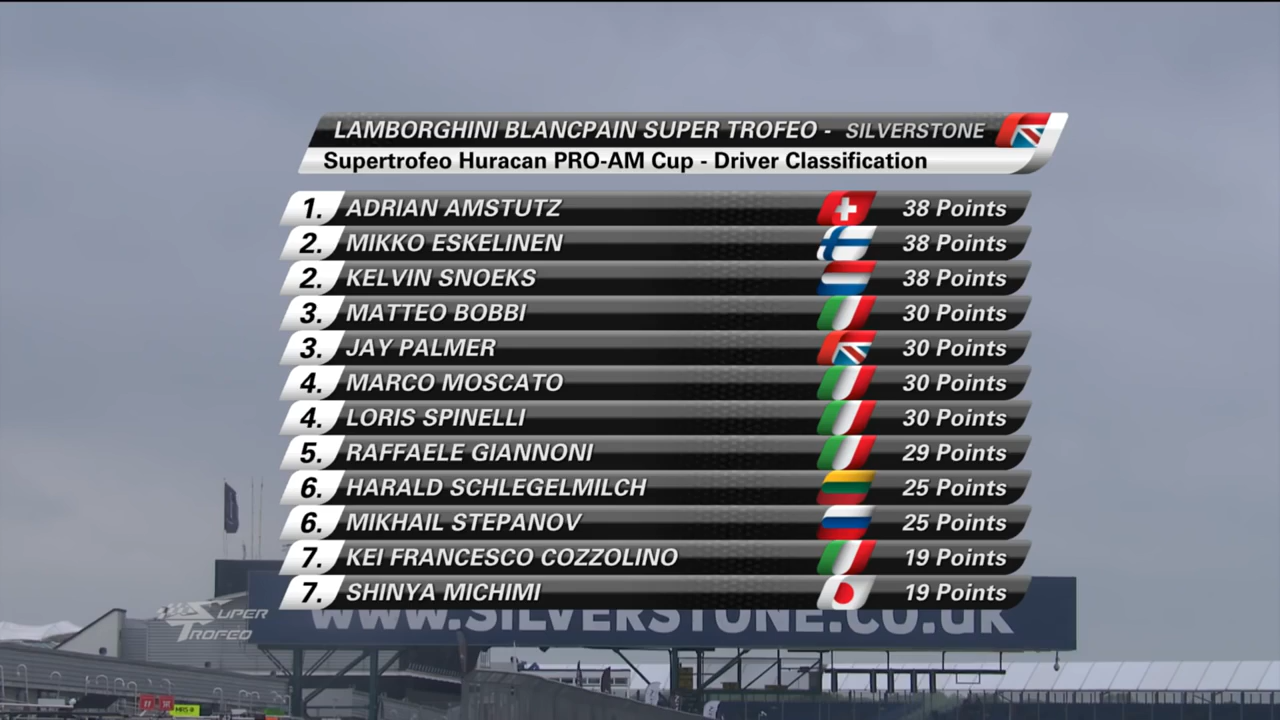 LAMBORGHINI BLANCPAIN SUPER TROFEO - SILVERSTONE
Supertrofeo Huracan PRO-AM Cup - Driver Classification
1. ADRIAN AMSTUTZ 38 Points
2. MIKKO ESKELINEN 38 Points
2. KELVIN SNOEKS 38 Points
3. MATTEO BOBBI 30 Points
3. JAY PALMER 30 Points
4. MARCO MOSCATO 30 Points
4. LORIS SPINELLI 30 Points
5. RAFFAELE GIANNONI 29 Points
6. HARALD SCHLEGELMILCH 25 Points
6. MIKHAIL STEPANOV 25 Points
7. KEI FRANCESCO COZZOLINO 19 Points
7. SHINYA MICHIMI 19 Points
SUPER
TROFEO
WWW.SILVERSTONE.CO.UK